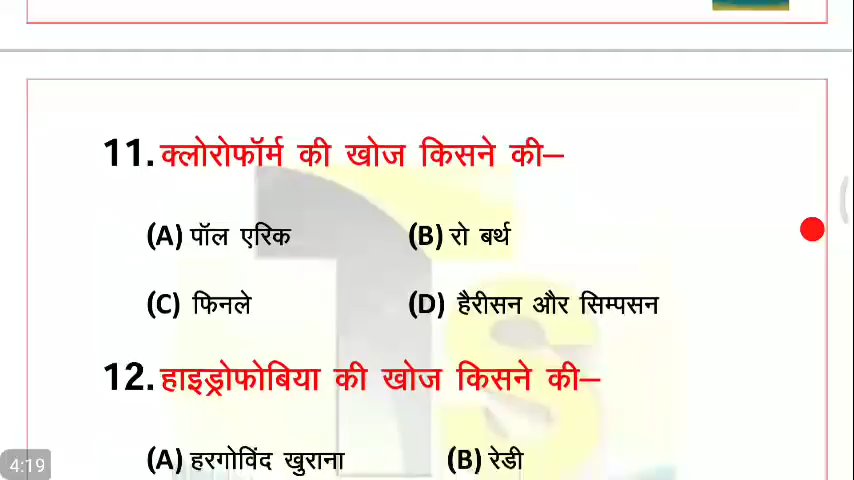 11. क्लोरोफॉर्म की खोज किसने की–
(A) पॉल एरिक (B) रो बर्थ
(C) फिनले (D) हैरीसन और सिम्पसन
12. हाइड्रोफोबिया की खोज किसने की–
(A) हरगोविंद खुराना (B) रेडी
4:19